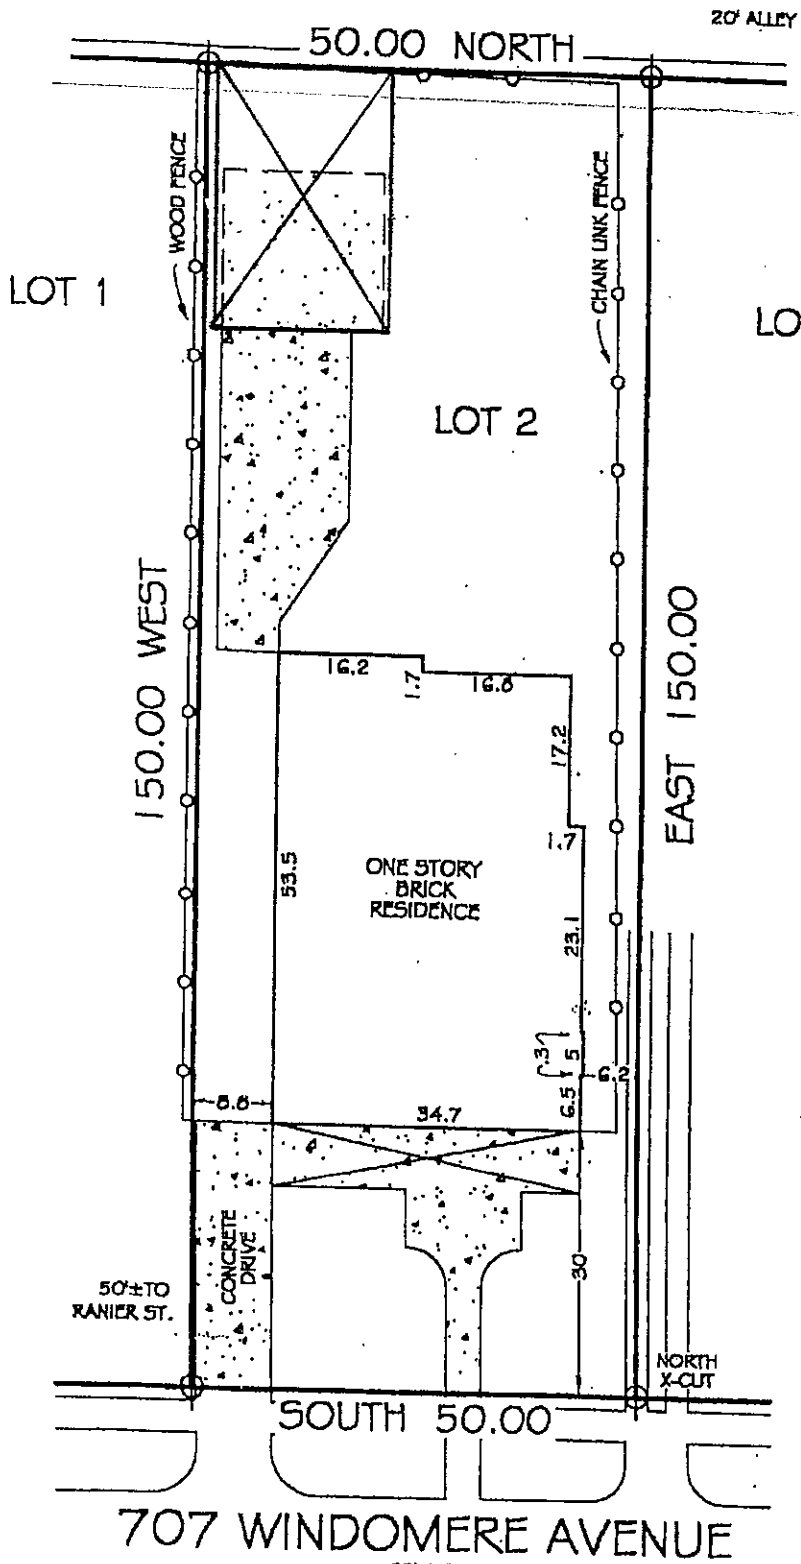 20' ALLEY
50.00 NORTH
WOOD FENCE
CHAIN LINK FENCE
LOT 1
LO
LOT 2
150.00 WEST
EAST 150.00
16.2
1.7
16.8
17.2
1.7
53.5
ONE STORY
BRICK
RESIDENCE
23.1
.3
5
6.2
6.5
8.8
34.7
CONCRETE
DRIVE
30
50'±TO
RANIER ST.
NORTH
X-CUT
SOUTH 50.00
707 WINDOMERE AVENUE